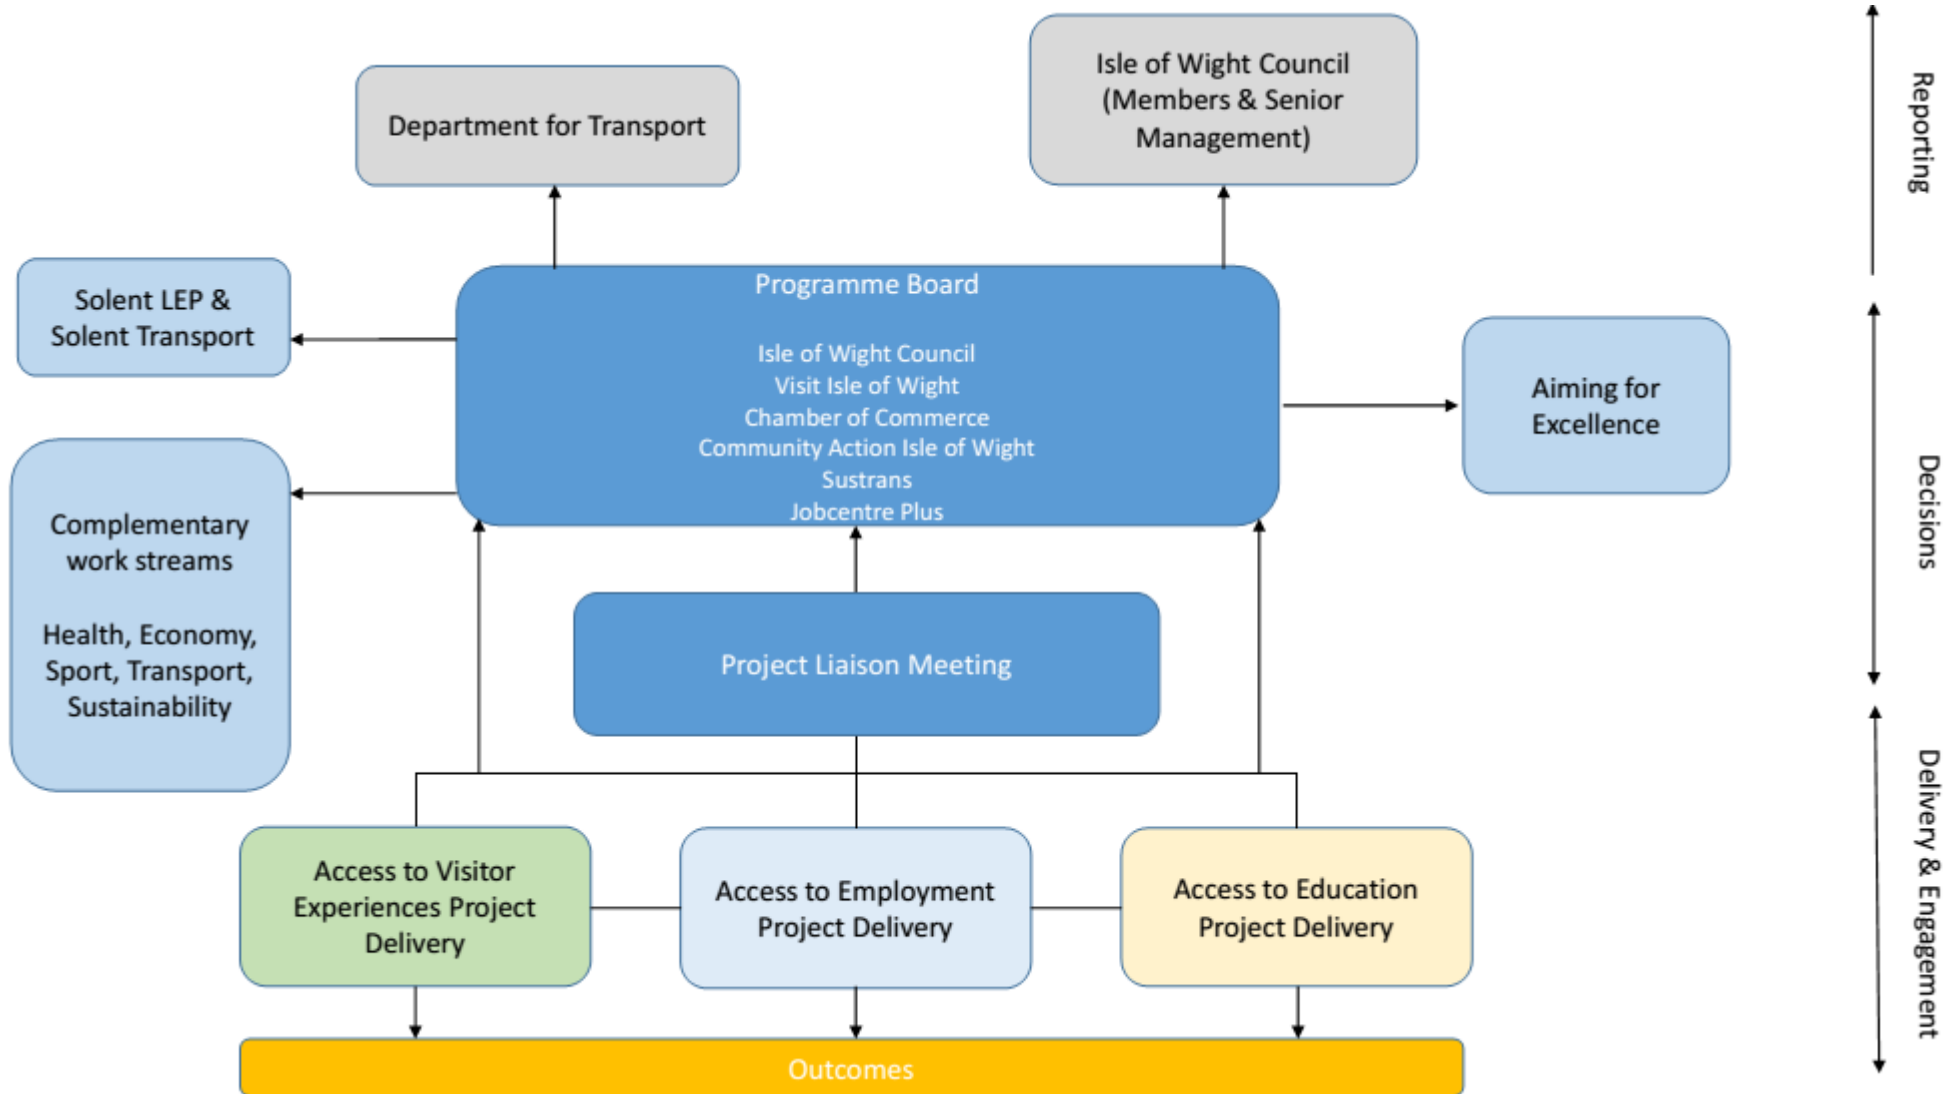 Department for Transport
Isle of Wight Council
(Members & Senior
Management)
Reporting
Solent LEP &
Solent Transport
Programme Board
Isle of Wight Council
Visit Isle of Wight
Chamber of Commerce
Community Action Isle of Wight
Sustrans
Jobcentre Plus
Aiming for
Excellence
Decisions
Complementary
work streams
Health, Economy,
Sport, Transport,
Sustainability
Project Liaison Meeting
Delivery & Engagement
Access to Visitor
Experiences Project
Delivery
Access to Employment
Project Delivery
Access to Education
Project Delivery
Outcomes